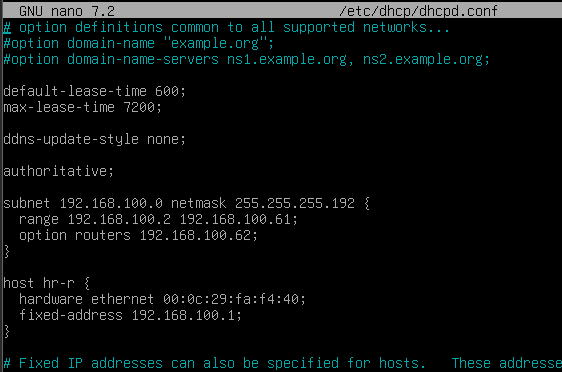 GNU nano 7.2 /etc/dhcp/dhcpd.conf
# option definitions common to all supported networks...
#option domain-name "example.org";
#option domain-name-servers ns1.example.org, ns2.example.org;
default-lease-time 600;
max-lease-time 7200;
ddns-update-style none;
authoritative;
subnet 192.168.100.0 netmask 255.255.255.192 {
range 192.168.100.2 192.168.100.61;
option routers 192.168.100.62;
}
host hr-r {
hardware ethernet 00:0c:29:fa:f4:40;
fixed-address 192.168.100.1;
}
# Fixed IP addresses can also be specified for hosts. These addresse